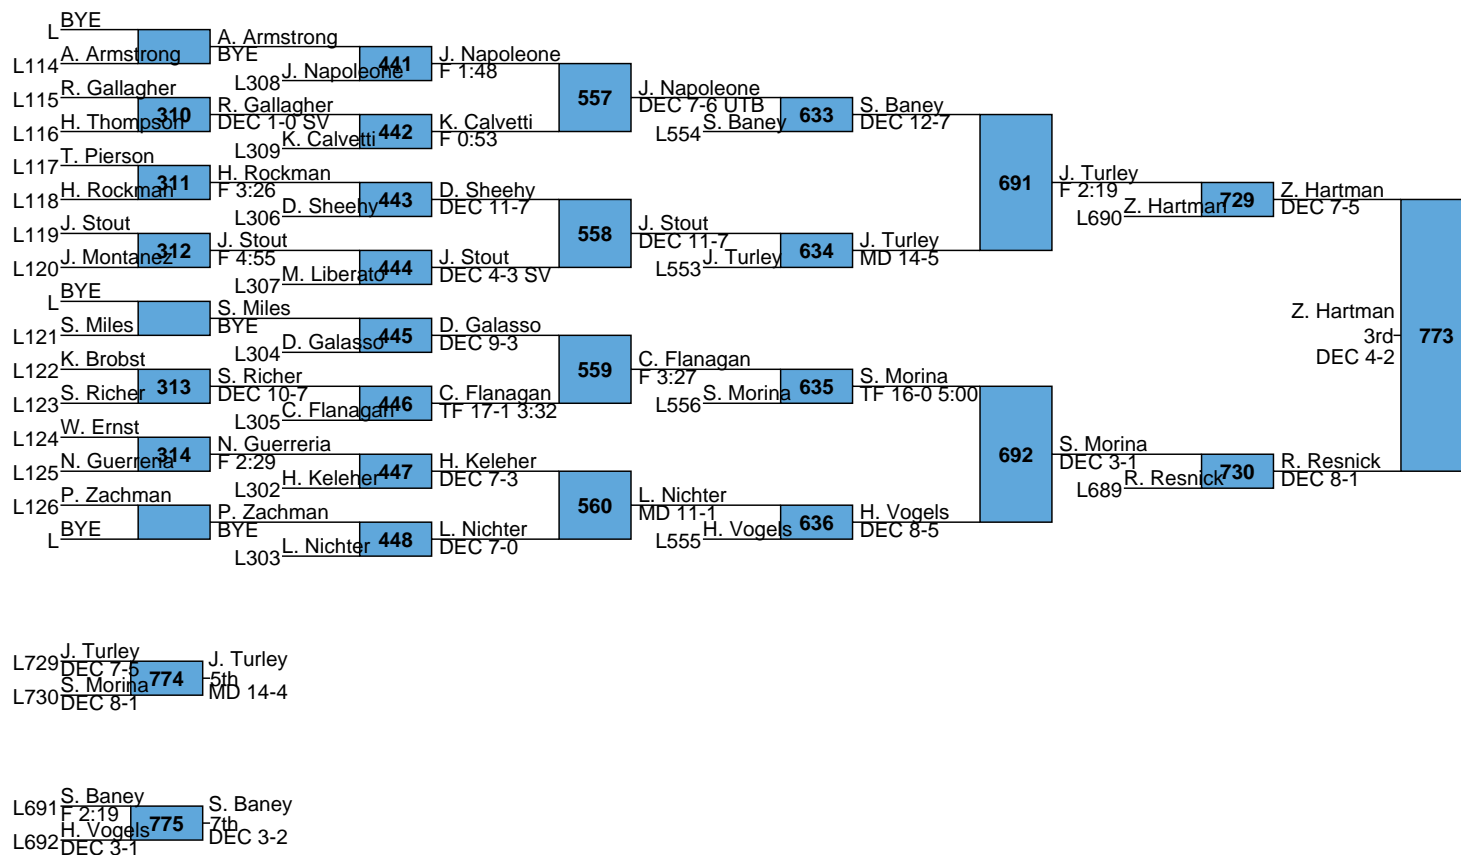 BYE
L
A. Armstrong
BYE
A. Armstrong
L114
441
J. Napoleone
F 1:48
J. Napoleone
L308
R. Gallagher
L115
310
R. Gallagher
DEC 1-0 SV
H. Thompson
L116
442
K. Calvetti
F 0:53
K. Calvetti
L309
557
J. Napoleone
DEC 7-6 UTB
S. Baney
L554
633
S. Baney
DEC 12-7
T. Pierson
L117
311
H. Rockman
F 3:26
H. Rockman
L118
443
D. Sheehy
DEC 11-7
D. Sheehy
L306
J. Stout
L119
312
J. Stout
F 4:55
J. Montanez
L120
444
J. Stout
DEC 4-3 SV
M. Liberato
L307
558
J. Stout
DEC 11-7
J. Turley
L553
634
J. Turley
MD 14-5
691
J. Turley
F 2:19
Z. Hartman
L690
729
Z. Hartman
DEC 7-5
BYE
L
S. Miles
BYE
S. Miles
L121
445
D. Galasso
DEC 9-3
D. Galasso
L304
K. Brobst
L122
313
S. Richer
DEC 10-7
S. Richer
L123
446
C. Flanagan
TF 17-1 3:32
C. Flanagan
L305
559
C. Flanagan
F 3:27
S. Morina
L556
635
S. Morina
TF 16-0 5:00
W. Ernst
L124
314
N. Guerreria
F 2:29
N. Guerreria
L125
447
H. Keleher
DEC 7-3
H. Keleher
L302
P. Zachman
L126
P. Zachman
BYE
BYE
L
448
L. Nichter
DEC 7-0
L. Nichter
L303
560
L. Nichter
MD 11-1
H. Vogels
L555
636
H. Vogels
DEC 8-5
692
S. Morina
DEC 3-1
R. Resnick
L689
730
R. Resnick
DEC 8-1
Z. Hartman
3rd
DEC 4-2
773
J. Turley
L729
DEC 7-5
774
J. Turley
5th
MD 14-4
S. Morina
L730
DEC 8-1
S. Baney
L691
F 2:19
775
S. Baney
7th
DEC 3-2
H. Vogels
L692
DEC 3-1